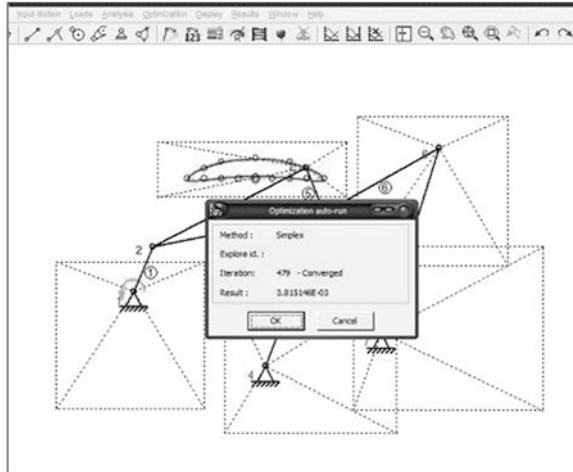 Input Motion Loads Analysis Optimization Display Results Window Help
123
5
6
Optimization auto-run
Method : Simplex
Explore id. :
Iteration: 479 - Converged
Result : 3.815146E-03
OK Cancel
2
1
4